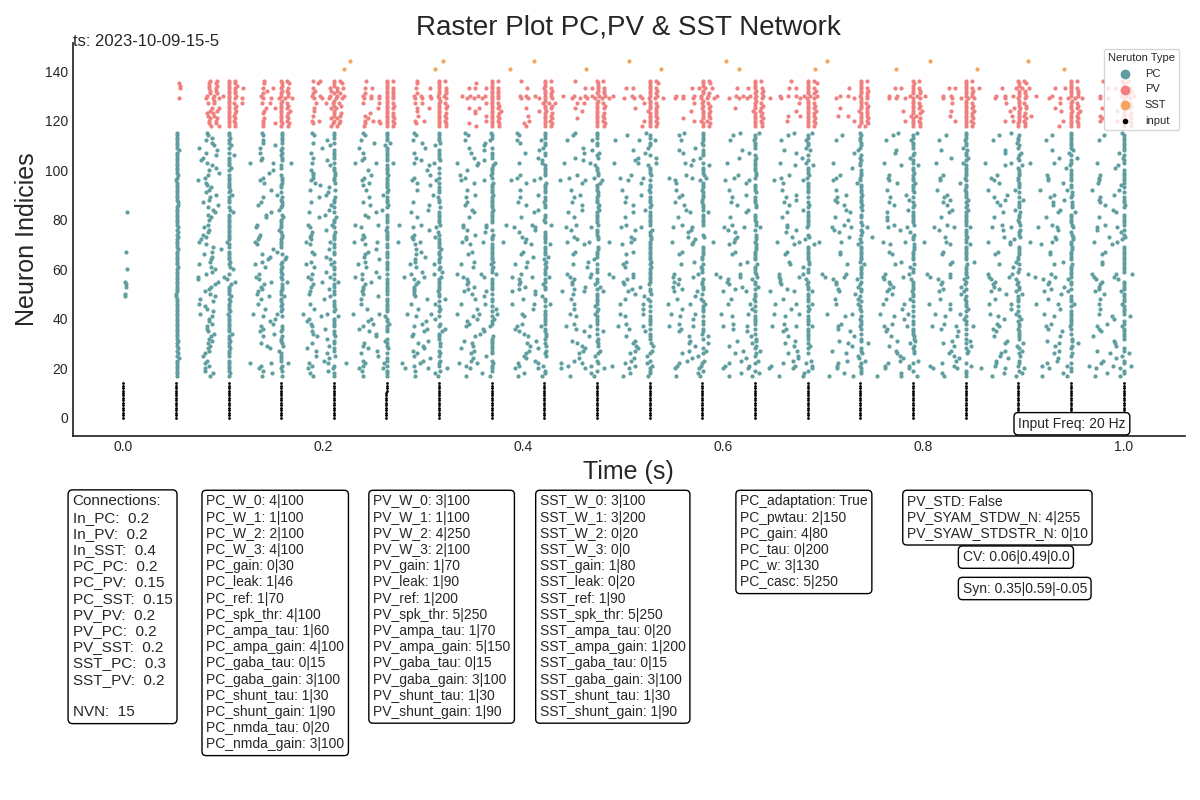 Raster Plot PC,PV & SST Network
ts: 2023-10-09-15-5
Neruton Type
PC
PV
SST
input
140
120
100
80
60
40
20
0
Neuron Indicies
Input Freq: 20 Hz
0.0 0.2 0.4 0.6 0.8 1.0
Time (s)
Connections:
In_PC: 0.2
In_PV: 0.2
In_SST: 0.4
PC_PC: 0.2
PC_PV: 0.15
PC_SST: 0.15
PV_PV: 0.2
PV_PC: 0.2
PV_SST: 0.2
SST_PC: 0.3
SST_PV: 0.2
NVN: 15
PC_W_0: 4|100
PC_W_1: 1|100
PC_W_2: 2|100
PC_W_3: 4|100
PC_gain: 0|30
PC_leak: 1|46
PC_ref: 1|70
PC_spk_thr: 4|100
PC_ampa_tau: 1|60
PC_ampa_gain: 4|100
PC_gaba_tau: 0|15
PC_gaba_gain: 3|100
PC_shunt_tau: 1|30
PC_shunt_gain: 1|90
PC_nmda_tau: 0|20
PC_nmda_gain: 3|100
PV_W_0: 3|100
PV_W_1: 1|100
PV_W_2: 4|250
PV_W_3: 2|100
PV_gain: 1|70
PV_leak: 1|90
PV_ref: 1|200
PV_spk_thr: 5|250
PV_ampa_tau: 1|70
PV_ampa_gain: 5|150
PV_gaba_tau: 0|15
PV_gaba_gain: 3|100
PV_shunt_tau: 1|30
PV_shunt_gain: 1|90
SST_W_0: 3|100
SST_W_1: 3|200
SST_W_2: 0|20
SST_W_3: 0|0
SST_gain: 1|80
SST_leak: 0|20
SST_ref: 1|90
SST_spk_thr: 5|250
SST_ampa_tau: 0|20
SST_ampa_gain: 1|200
SST_gaba_tau: 0|15
SST_gaba_gain: 3|100
SST_shunt_tau: 1|30
SST_shunt_gain: 1|90
PC_adaptation: True
PC_pwtau: 2|150
PC_gain: 4|80
PC_tau: 0|200
PC_w: 3|130
PC_casc: 5|250
PV_STD: False
PV_SYAM_STDW_N: 4|255
PV_SYAW_STDSTR_N: 0|10
CV: 0.06|0.49|0.0
Syn: 0.35|0.59|-0.05